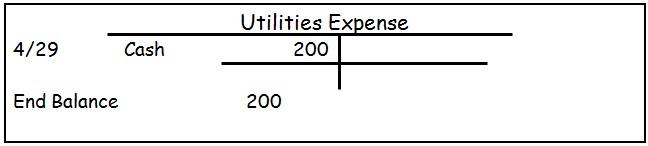 Utilities Expense
4/29 Cash 200
End Balance 200